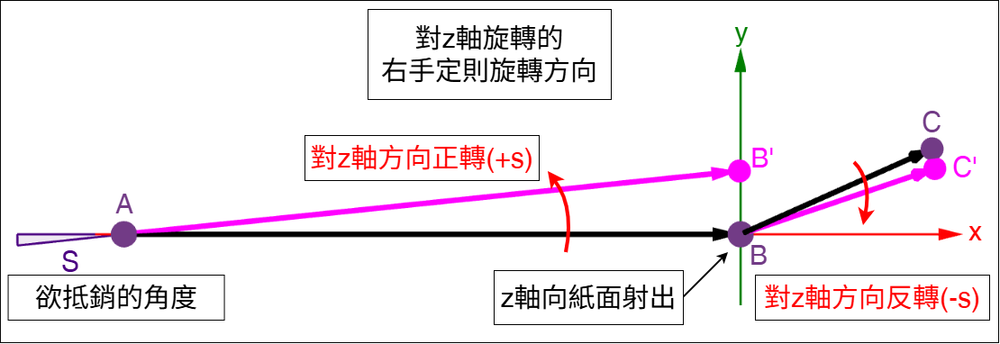 對z軸旋轉的
右手定則旋轉方向
y
C
對z軸方向正轉(+s)
B'
C'
A
x
S
B
欲抵銷的角度
z軸向紙面射出
對z軸方向反轉(-s)